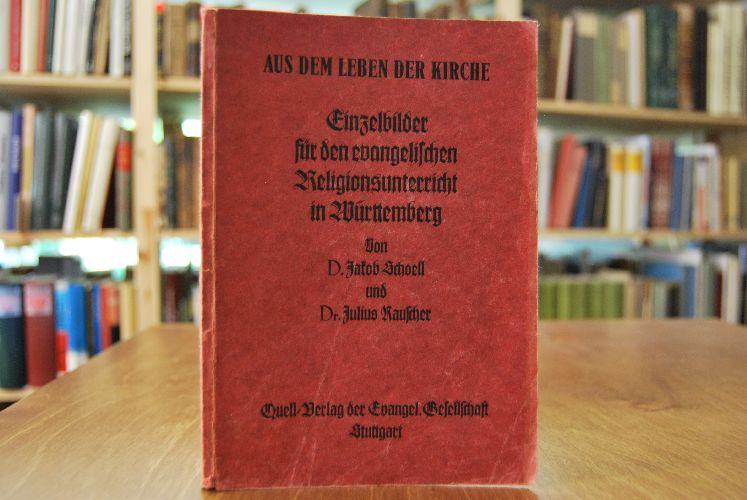 AUS DEM LEBEN DER KIRCHE
Einzelbilder
für den evangelischen
Religionsunterricht
in Württemberg
Von
D. Jakob Schoell
und
Dr. Julius Rauscher
Quell-Verlag der Evangel. Gesellschaft
Stuttgart